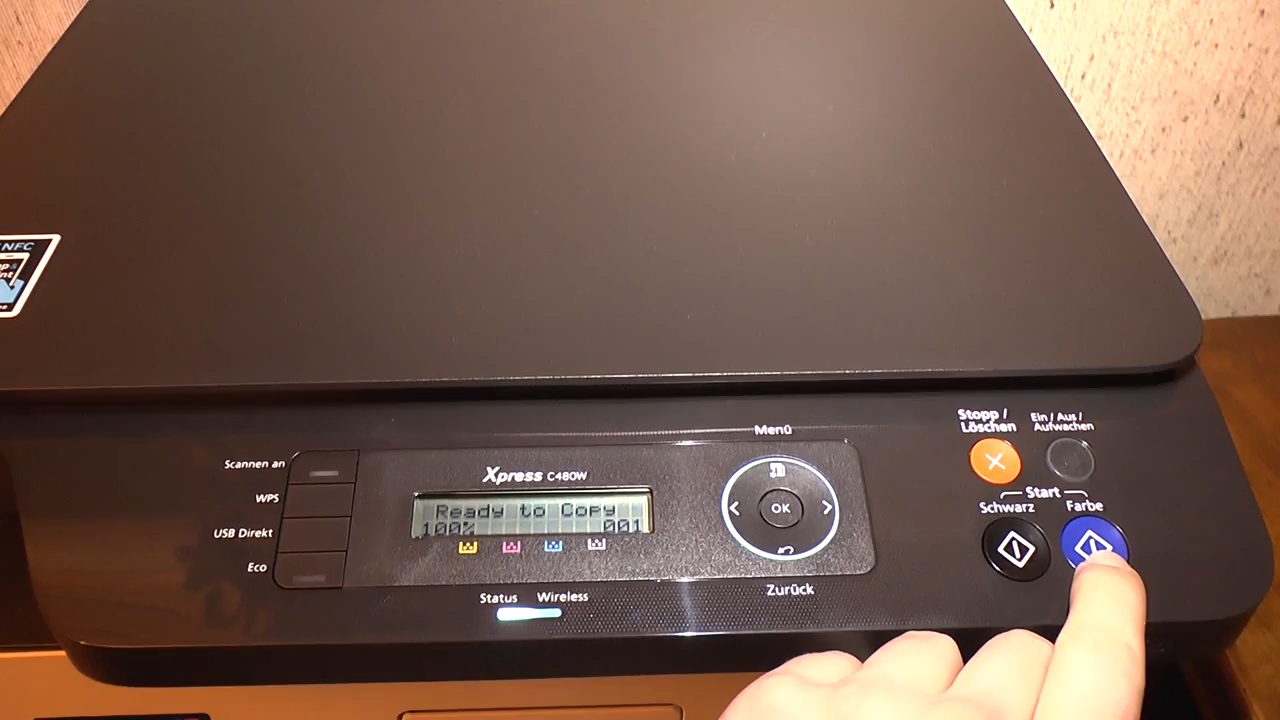 NFC
Stopp /
Löschen
Ein / Aus /
Aufwachen
Menü
Scannen an
WPS
USB Direkt
Eco
Xpress C480W
Ready to Copy
100% 001
OK
Start
Schwarz
Farbe
Status
Wireless
Zurück